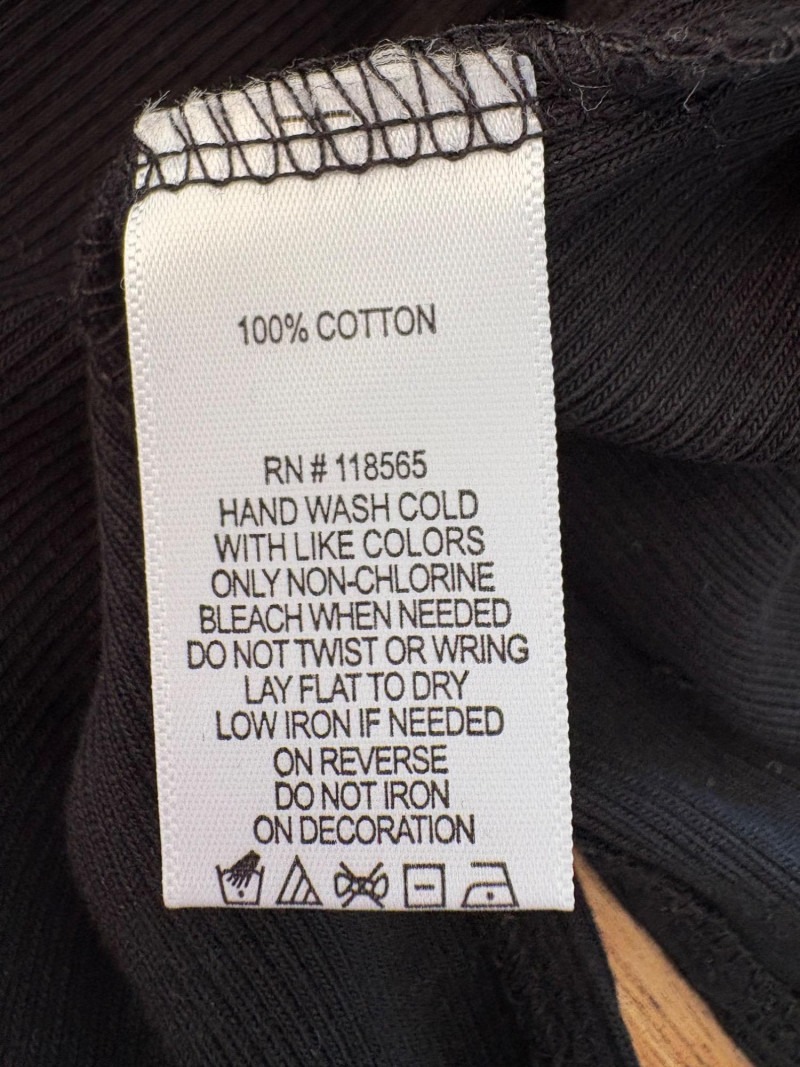 100% COTTON
RN # 118565
HAND WASH COLD
WITH LIKE COLORS
ONLY NON-CHLORINE
BLEACH WHEN NEEDED
DO NOT TWIST OR WRING
LAY FLAT TO DRY
LOW IRON IF NEEDED
ON REVERSE
DO NOT IRON
ON DECORATION